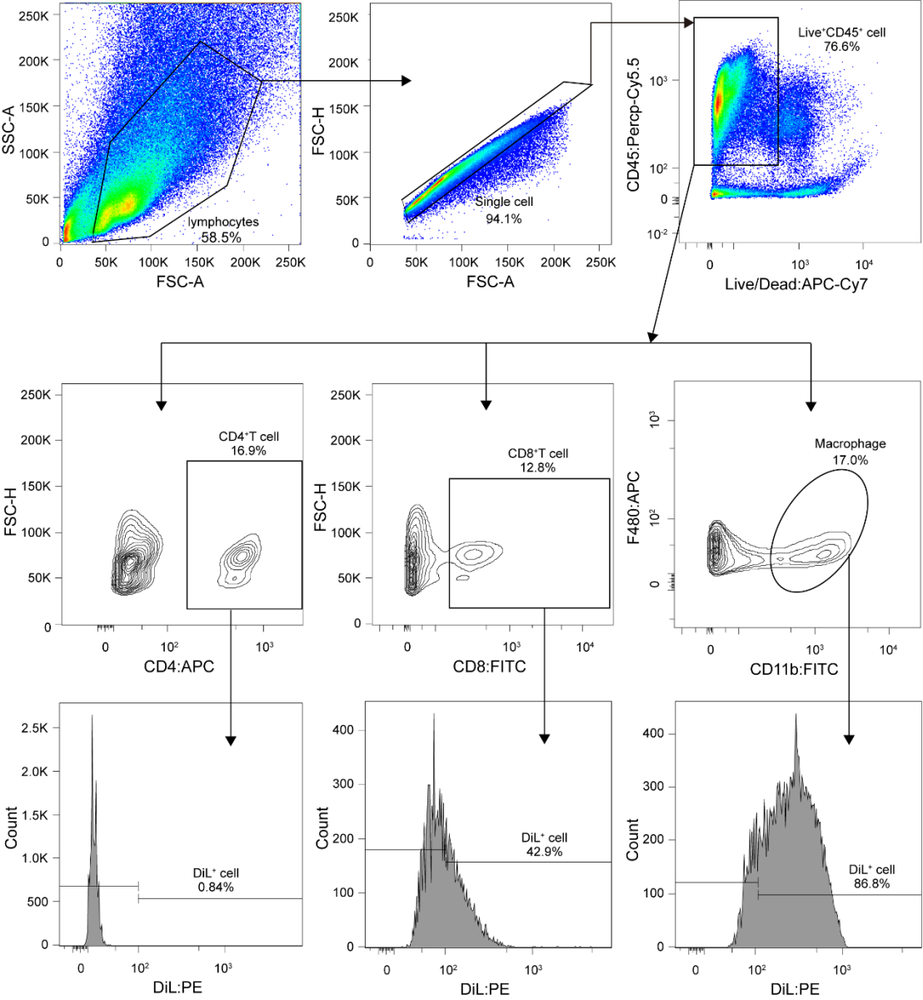 250K
200K
150K
100K
50K
0
SSC-A
lymphocytes
58.5%
0 50K 100K 150K 200K 250K
FSC-A
250K
200K
150K
100K
50K
0
FSC-H
Single cell
94.1%
0 50K 100K 150K 200K 250K
FSC-A
CD45:Percp-Cy5.5
10³
10²
0
10⁻²
Live⁺CD45⁺ cell
76.6%
0 10³ 10⁴
Live/Dead:APC-Cy7
250K
200K
150K
100K
50K
0
FSC-H
CD4⁺T cell
16.9%
0 10² 10³
CD4:APC
250K
200K
150K
100K
50K
0
FSC-H
CD8⁺T cell
12.8%
0 10³ 10⁴
CD8:FITC
10³
10²
0
F480:APC
Macrophage
17.0%
0 10³ 10⁴
CD11b:FITC
2.5K
2.0K
1.5K
1.0K
500
0
Count
DiL⁺ cell
0.84%
0 10² 10³
DiL:PE
400
300
200
100
0
Count
DiL⁺ cell
42.9%
0 10² 10³
DiL:PE
400
300
200
100
0
Count
DiL⁺ cell
86.8%
0 10² 10³
DiL:PE